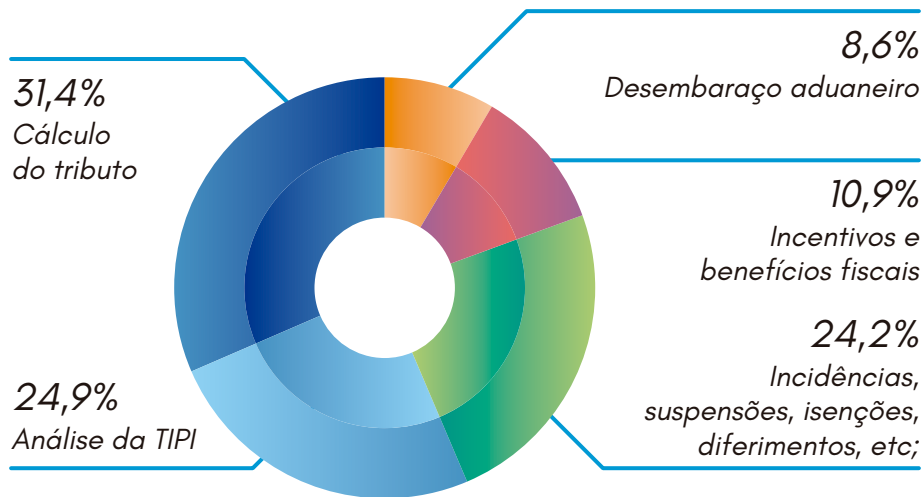 31,4%
Cálculo
do tributo
24,9%
Análise da TIPI
8,6%
Desembaraço aduaneiro
10,9%
Incentivos e
benefícios fiscais
24,2%
Incidências,
suspensões, isenções,
diferimentos, etc;